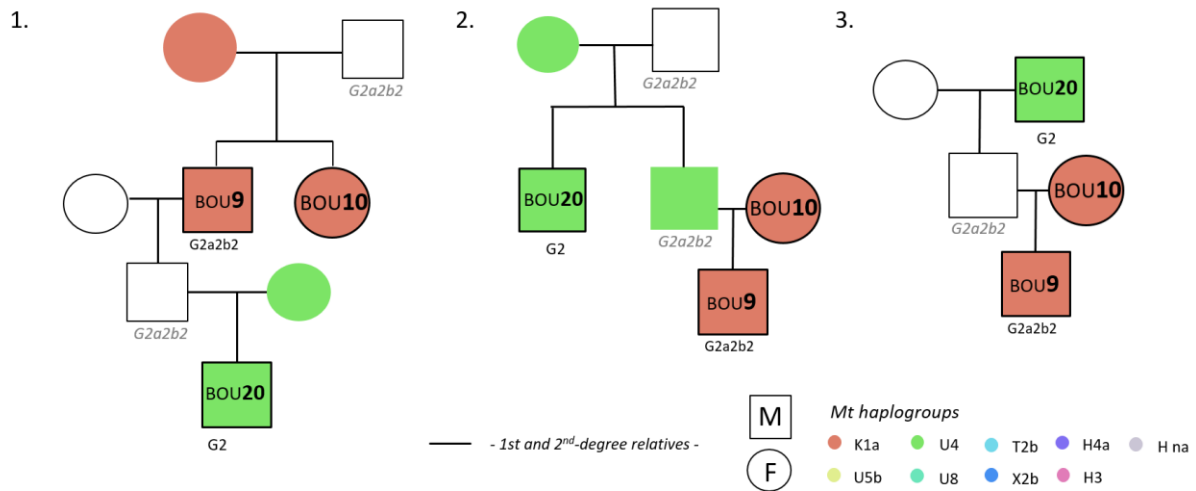 1.
G2a2b2
BOU9
BOU10
G2a2b2
G2a2b2
BOU20
G2
2.
G2a2b2
BOU20
BOU10
G2
G2a2b2
BOU9
G2a2b2
3.
BOU20
G2
BOU10
G2a2b2
BOU9
G2a2b2
- 1st and 2nd-degree relatives -
M
F
Mt haplogroups
K1a U4 T2b H4a H na
U5b U8 X2b H3